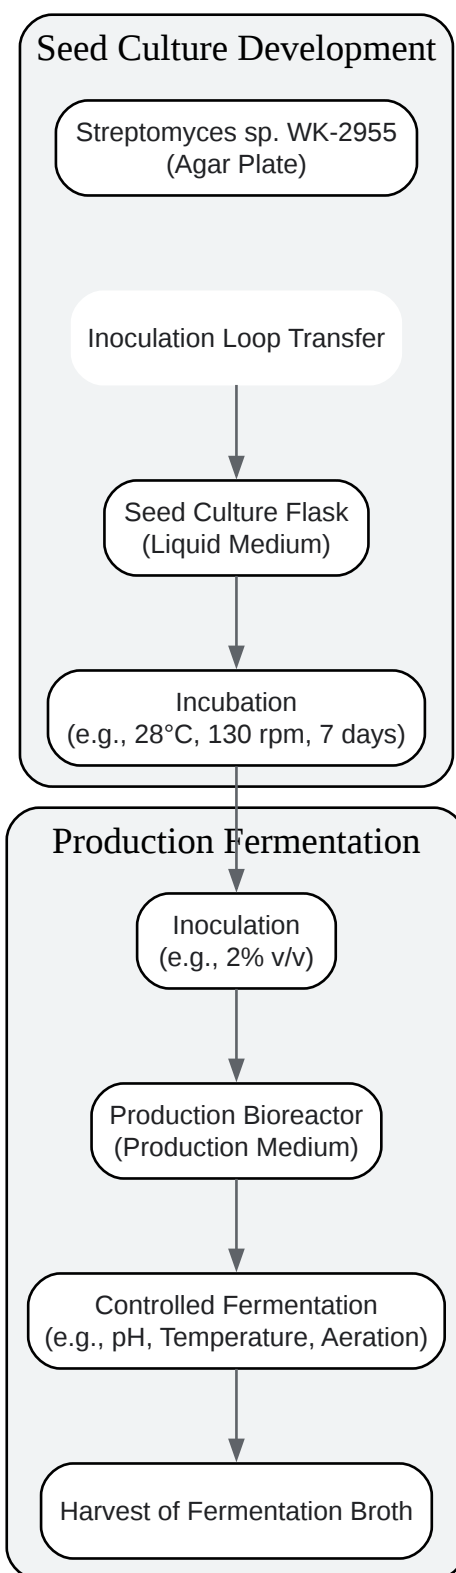 Seed Culture Development
Streptomyces sp. WK-2955
(Agar Plate)
Inoculation Loop Transfer
Seed Culture Flask
(Liquid Medium)
Incubation
(e.g., 28°C, 130 rpm, 7 days)
Production Fermentation
Inoculation
(e.g., 2% v/v)
Production Bioreactor
(Production Medium)
Controlled Fermentation
(e.g., pH, Temperature, Aeration)
Harvest of Fermentation Broth